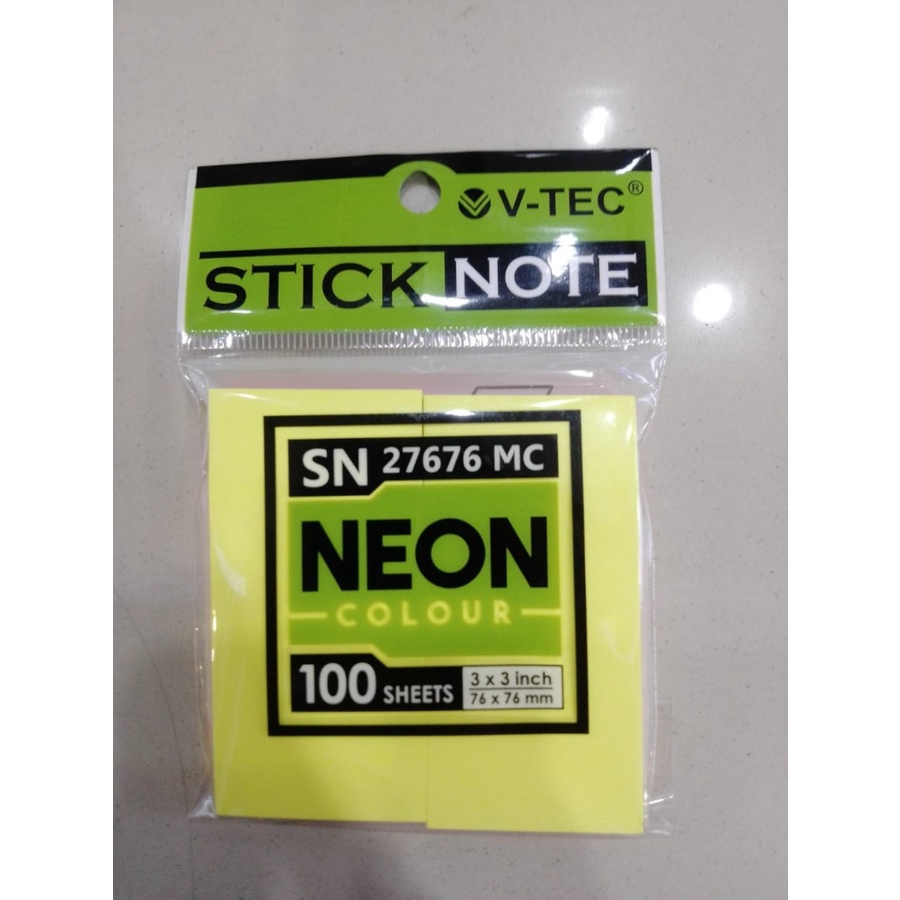 V-TEC®
STICK NOTE
SN 27676 MC
NEON
COLOUR
100 SHEETS
3 x 3 inch
76 x 76 mm